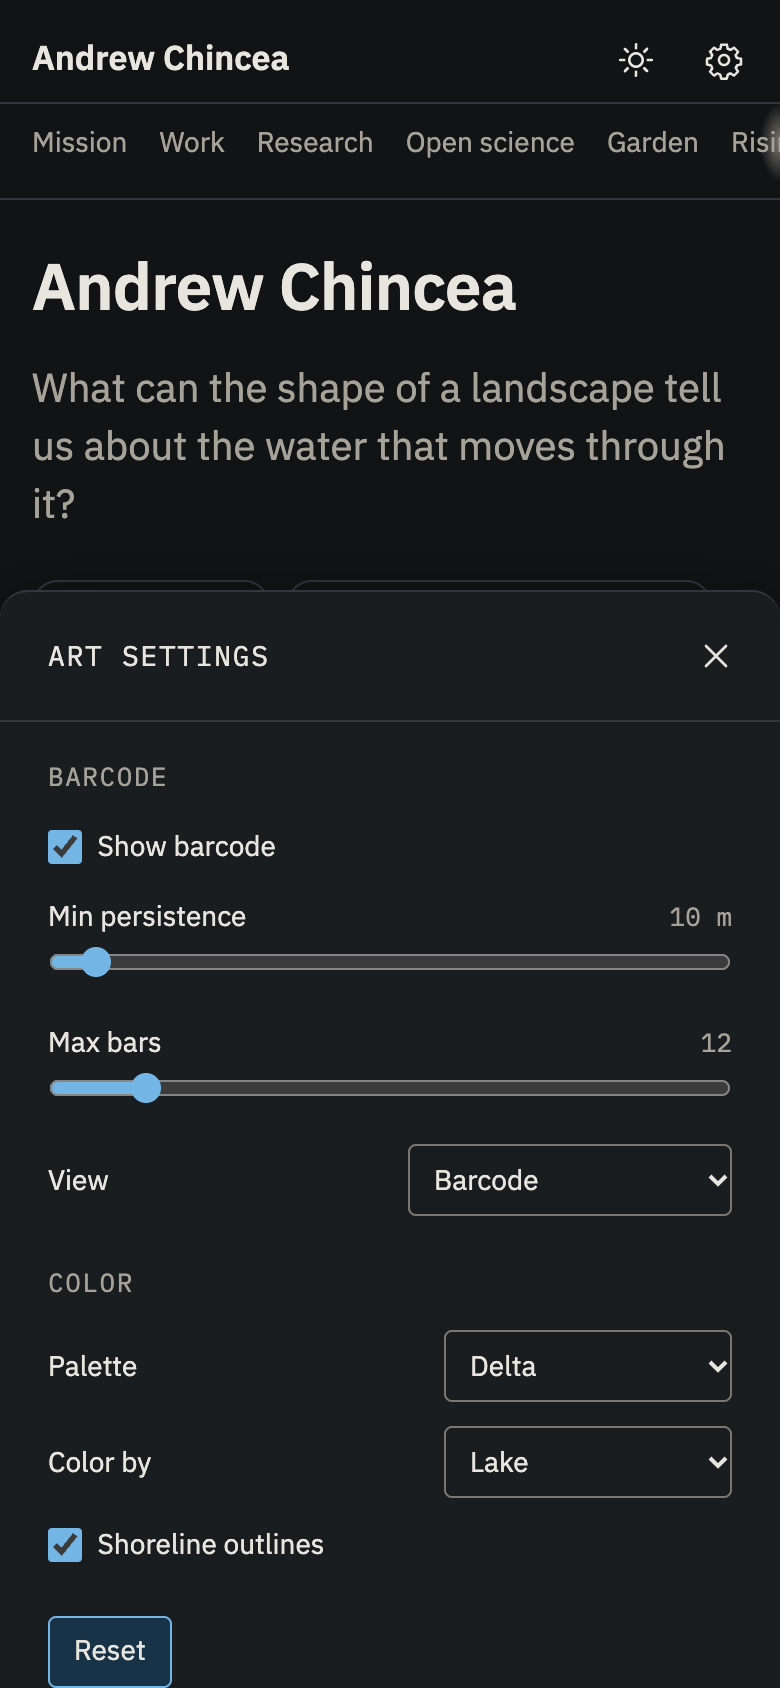 Andrew Chincea
Mission Work Research Open science Garden
Andrew Chincea
What can the shape of a landscape tell
us about the water that moves through
it?
ART SETTINGS
BARCODE
Show barcode
Min persistence 10 m
Max bars 12
View Barcode
COLOR
Palette Delta
Color by Lake
Shoreline outlines
Reset